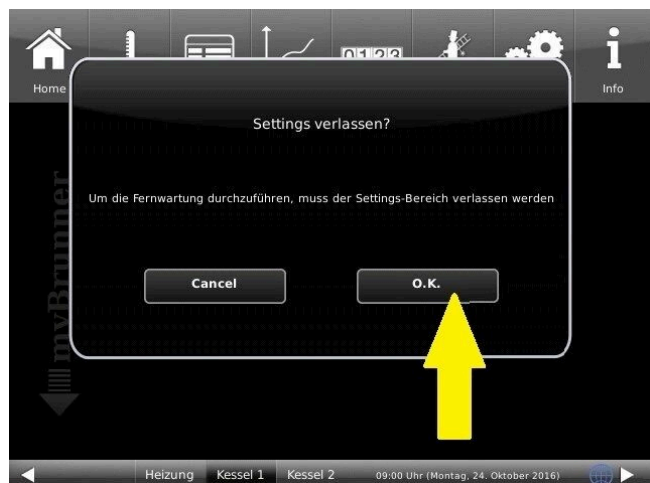 0123
Home
Info
Settings verlassen?
Um die Fernwartung durchzuführen, muss der Settings-Bereich verlassen werden
Cancel
O.K.
myBrunner
Heizung
Kessel 1
Kessel 2
09:00 Uhr (Montag, 24. Oktober 2016)